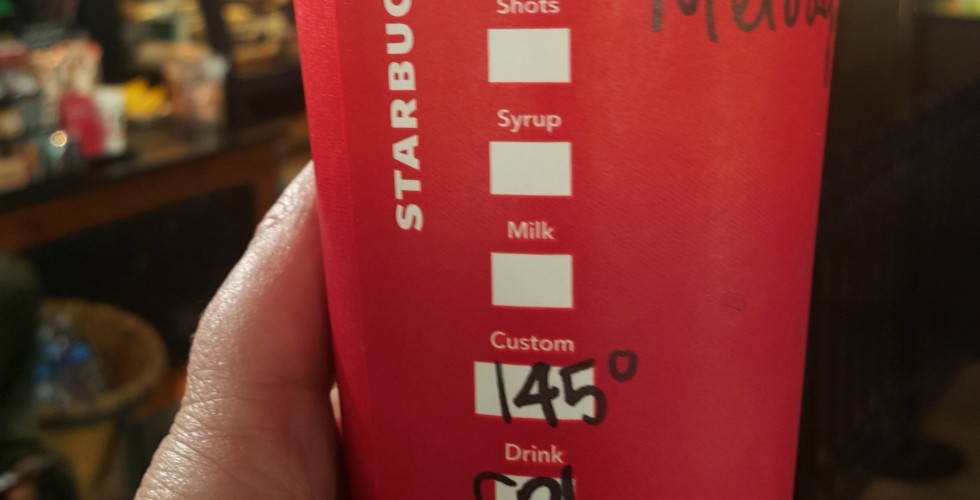 STARBUC
Shots
Syrup
Milk
Custom
145°
Drink